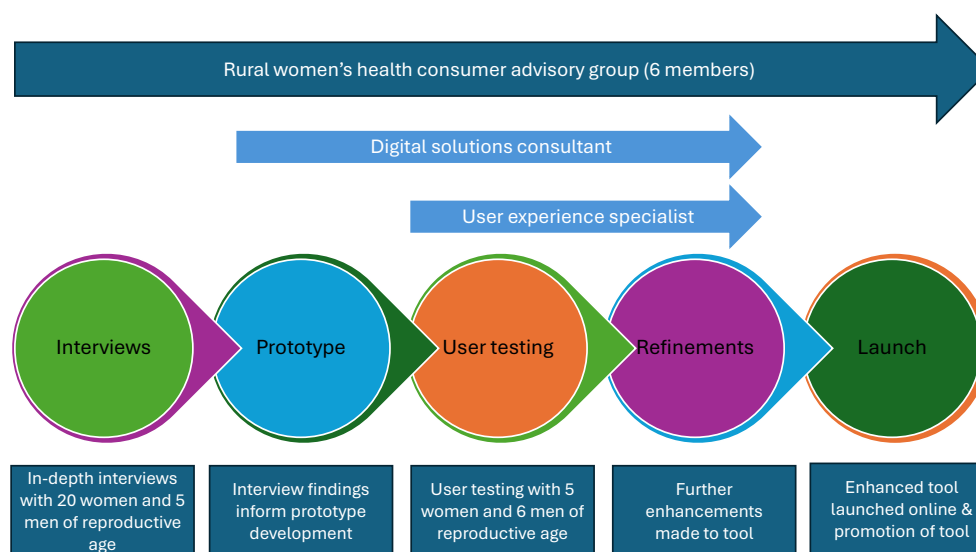 Rural women's health consumer advisory group (6 members)
Digital solutions consultant
User experience specialist
Interviews
Prototype
User testing
Refinements
Launch
In-depth interviews
with 20 women and 5
men of reproductive
age
Interview findings
inform prototype
development
User testing with 5
women and 6 men of
reproductive age
Further
enhancements
made to tool
Enhanced tool
launched online &
promotion of tool